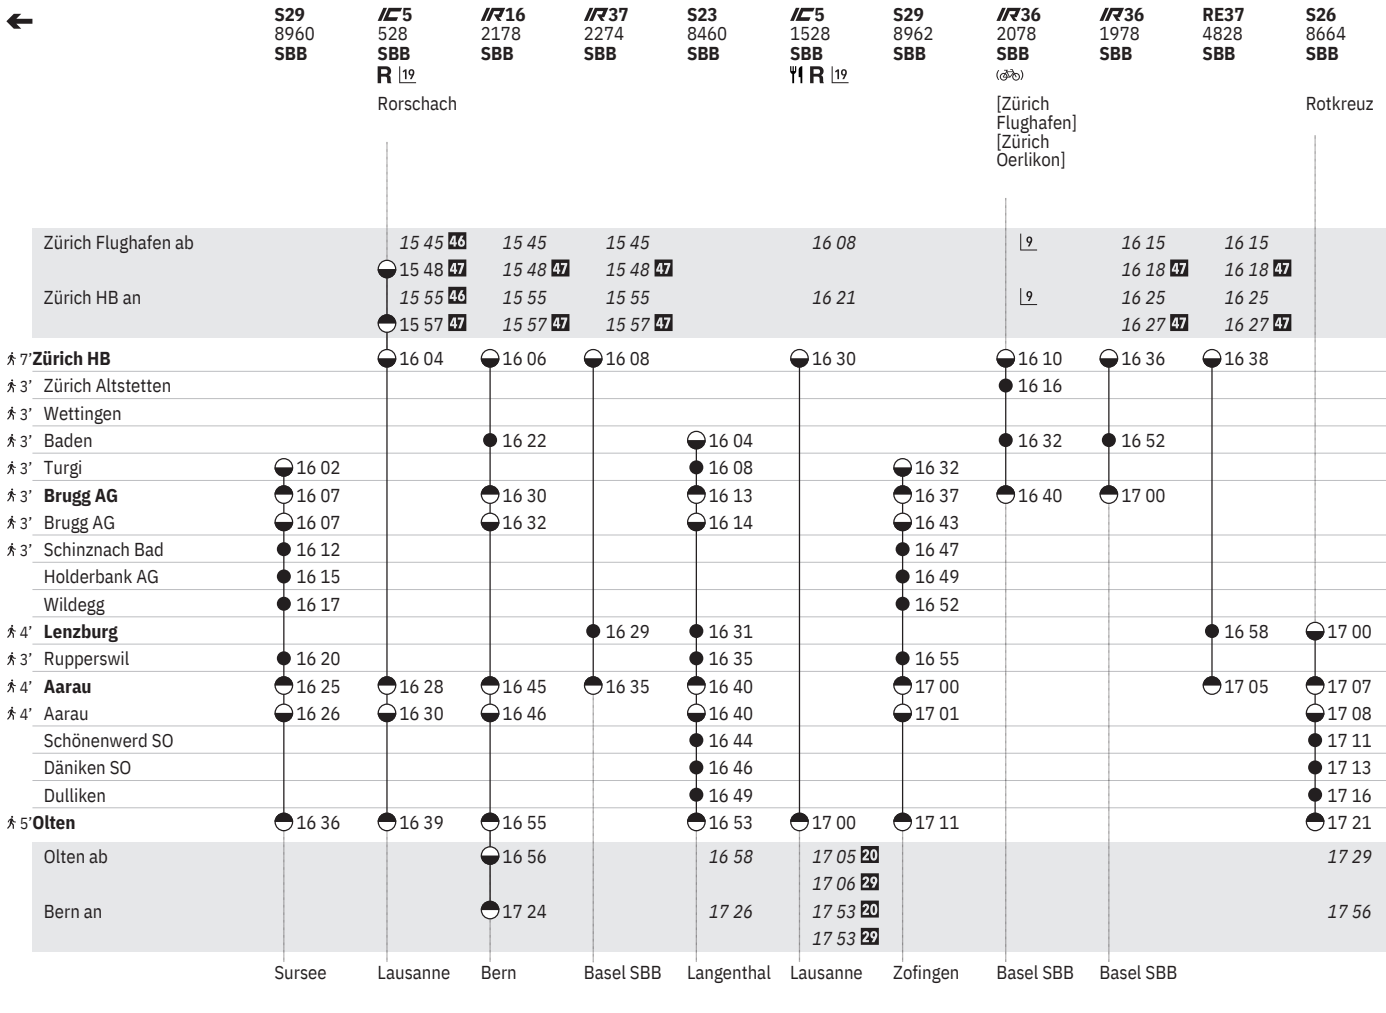 S29 IC5 IR16 IR37 S23 IC5 S29 IR36 IR36 RE37 S26
8960 528 2178 2274 8460 1528 8962 2078 1978 4828 8664
SBB SBB SBB SBB SBB SBB SBB SBB SBB SBB SBB
R 19 R 19
Rorschach [Zürich Rotkreuz
Flughafen]
[Zürich
Oerlikon]
Zürich Flughafen ab 15 45 46 15 45 15 45 16 08 9 16 15 16 15
15 48 47 15 48 47 15 48 47 16 18 47 16 18 47
Zürich HB an 15 55 46 15 55 15 55 16 21 9 16 25 16 25
15 57 47 15 57 47 15 57 47 16 27 47 16 27 47
7’ Zürich HB 16 04 16 06 16 08 16 30 16 10 16 36 16 38
3’ Zürich Altstetten 16 16
3’ Wettingen
3’ Baden 16 22 16 04 16 32 16 52
3’ Turgi 16 02 16 08 16 32
3’ Brugg AG 16 07 16 30 16 13 16 37 16 40 17 00
3’ Brugg AG 16 07 16 32 16 14 16 43
3’ Schinznach Bad 16 12 16 47
Holderbank AG 16 15 16 49
Wildegg 16 17 16 52
4’ Lenzburg 16 29 16 31 16 58 17 00
3’ Rupperswil 16 20 16 35 16 55
4’ Aarau 16 25 16 28 16 45 16 35 16 40 17 00 17 05 17 07
4’ Aarau 16 26 16 30 16 46 16 40 17 01 17 08
Schönenwerd SO 16 44 17 11
Däniken SO 16 46 17 13
Dulliken 16 49 17 16
5’ Olten 16 36 16 39 16 55 16 53 17 00 17 11 17 21
Olten ab 16 56 16 58 17 05 20 17 29
17 06 29
Bern an 17 24 17 26 17 53 20 17 56
17 53 29
Sursee Lausanne Bern Basel SBB Langenthal Lausanne Zofingen Basel SBB Basel SBB